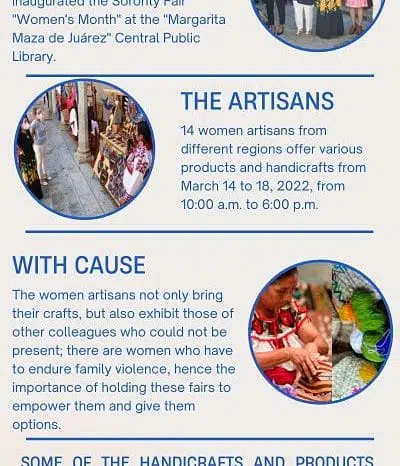 inaugurated the Sorority Fair
"Women's Month" at the "Margarita
Maza de Juárez" Central Public
Library.
THE ARTISANS
14 women artisans from
different regions offer various
products and handicrafts from
March 14 to 18, 2022, from
10:00 a.m. to 6:00 p.m.
WITH CAUSE
The women artisans not only bring
their crafts, but also exhibit those of
other colleagues who could not be
present; there are women who have
to endure family violence, hence the
importance of holding these fairs to
empower them and give them
options.
SOME OF THE HANDICRAFTS AND PRODUCTS